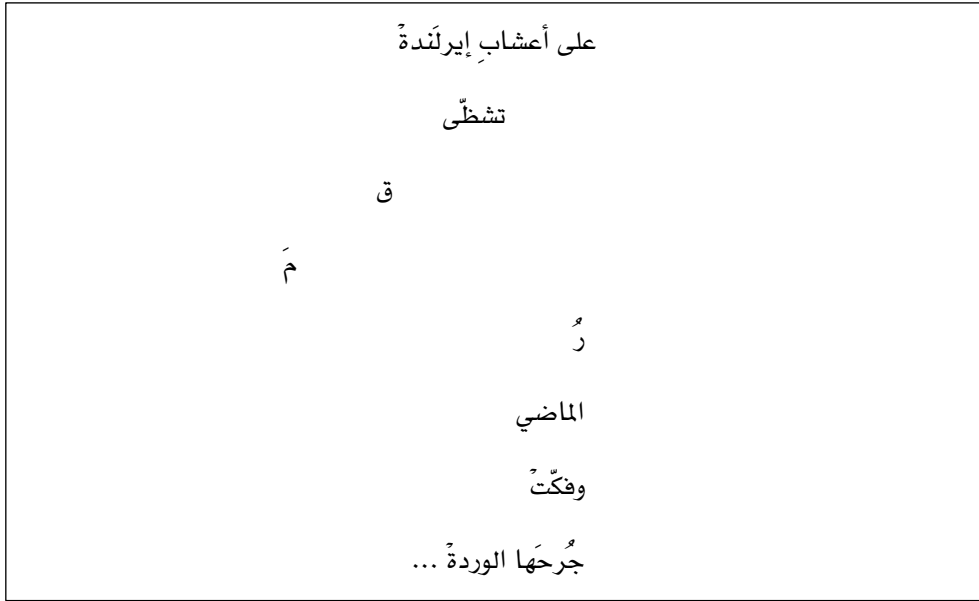 على أعشابِ إيرلَندةْ
تشظّى
ق
مَ
رُ
الماضي
وفكّتْ
جُرحَها الوردةْ ...